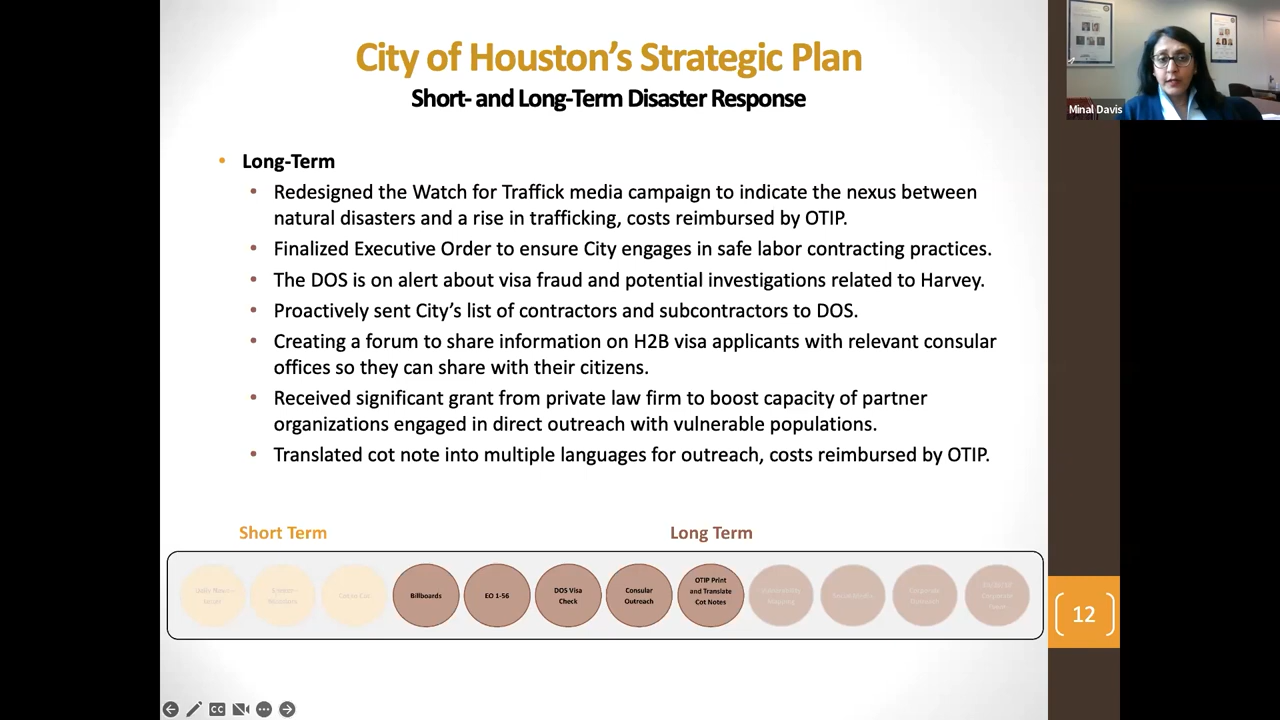 City of Houston's Strategic Plan
Short- and Long-Term Disaster Response
Minal Davis
• Long-Term
• Redesigned the Watch for Traffick media campaign to indicate the nexus between
natural disasters and a rise in trafficking, costs reimbursed by OTIP.
• Finalized Executive Order to ensure City engages in safe labor contracting practices.
• The DOS is on alert about visa fraud and potential investigations related to Harvey.
• Proactively sent City's list of contractors and subcontractors to DOS.
• Creating a forum to share information on H2B visa applicants with relevant consular
offices so they can share with their citizens.
• Received significant grant from private law firm to boost capacity of partner
organizations engaged in direct outreach with vulnerable populations.
• Translated cot note into multiple languages for outreach, costs reimbursed by OTIP.
Short Term
Long Term
Billboards
EO 1-56
DOS Visa
Check
Consular
Outreach
OTIP Print
and Translate
Cot Notes
12
CC